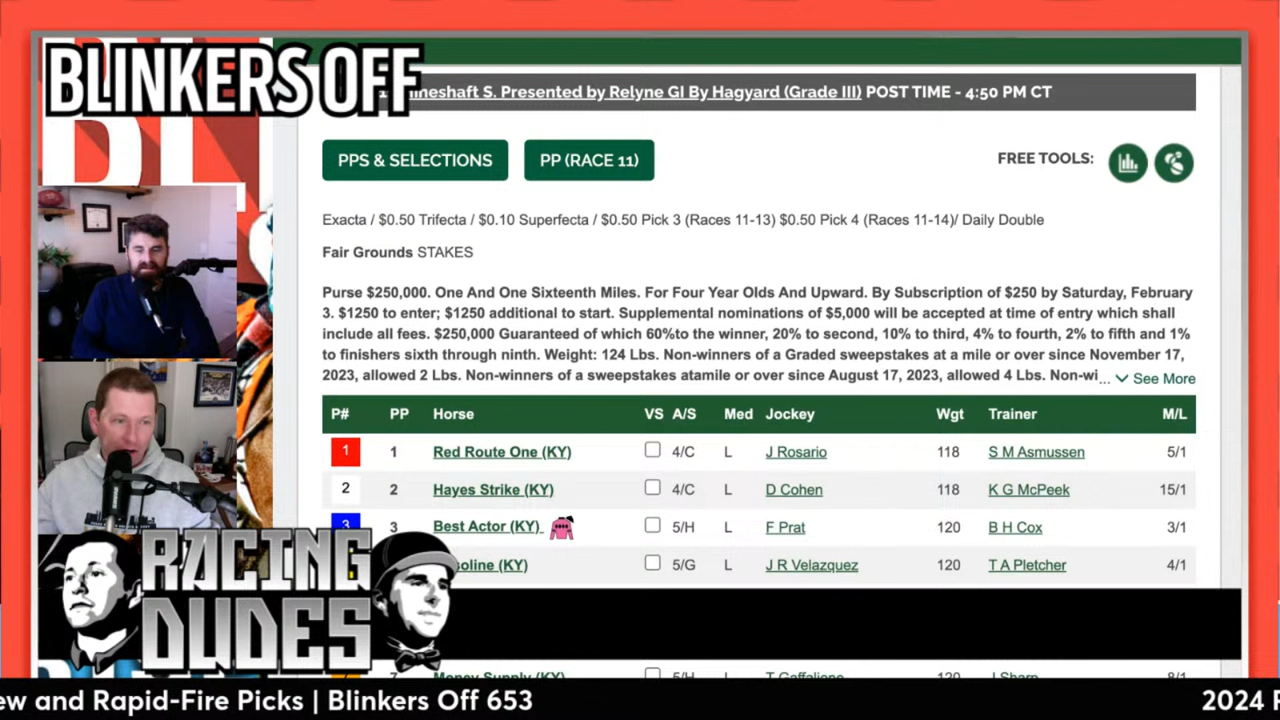 BLINKERS OFF
meshaft S. Presented by Relyne GI By Hagyard (Grade III) POST TIME - 4:50 PM CT
PPS & SELECTIONS PP (RACE 11) FREE TOOLS:
Exacta / $0.50 Trifecta / $0.10 Superfecta / $0.50 Pick 3 (Races 11-13) $0.50 Pick 4 (Races 11-14)/ Daily Double
Fair Grounds STAKES
Purse $250,000. One And One Sixteenth Miles. For Four Year Olds And Upward. By Subscription of $250 by Saturday, February
3. $1250 to enter; $1250 additional to start. Supplemental nominations of $5,000 will be accepted at time of entry which shall
include all fees. $250,000 Guaranteed of which 60%to the winner, 20% to second, 10% to third, 4% to fourth, 2% to fifth and 1%
to finishers sixth through ninth. Weight: 124 Lbs. Non-winners of a Graded sweepstakes at a mile or over since November 17,
2023, allowed 2 Lbs. Non-winners of a sweepstakes atamile or over since August 17, 2023, allowed 4 Lbs. Non-wi... See More
P# PP Horse VS A/S Med Jockey Wgt Trainer M/L
1 1 Red Route One (KY) 4/C L J Rosario 118 S M Asmussen 5/1
2 2 Hayes Strike (KY) 4/C L D Cohen 118 K G McPeek 15/1
3 3 Best Actor (KY) 5/H L F Prat 120 B H Cox 3/1
oline (KY) 5/G L J R Velazquez 120 T A Pletcher 4/1
RACING
DUDES
Money Supply (KY) 5/H L T Gaffalione 120 J Sharp 8/1
ew and Rapid-Fire Picks | Blinkers Off 653 2024